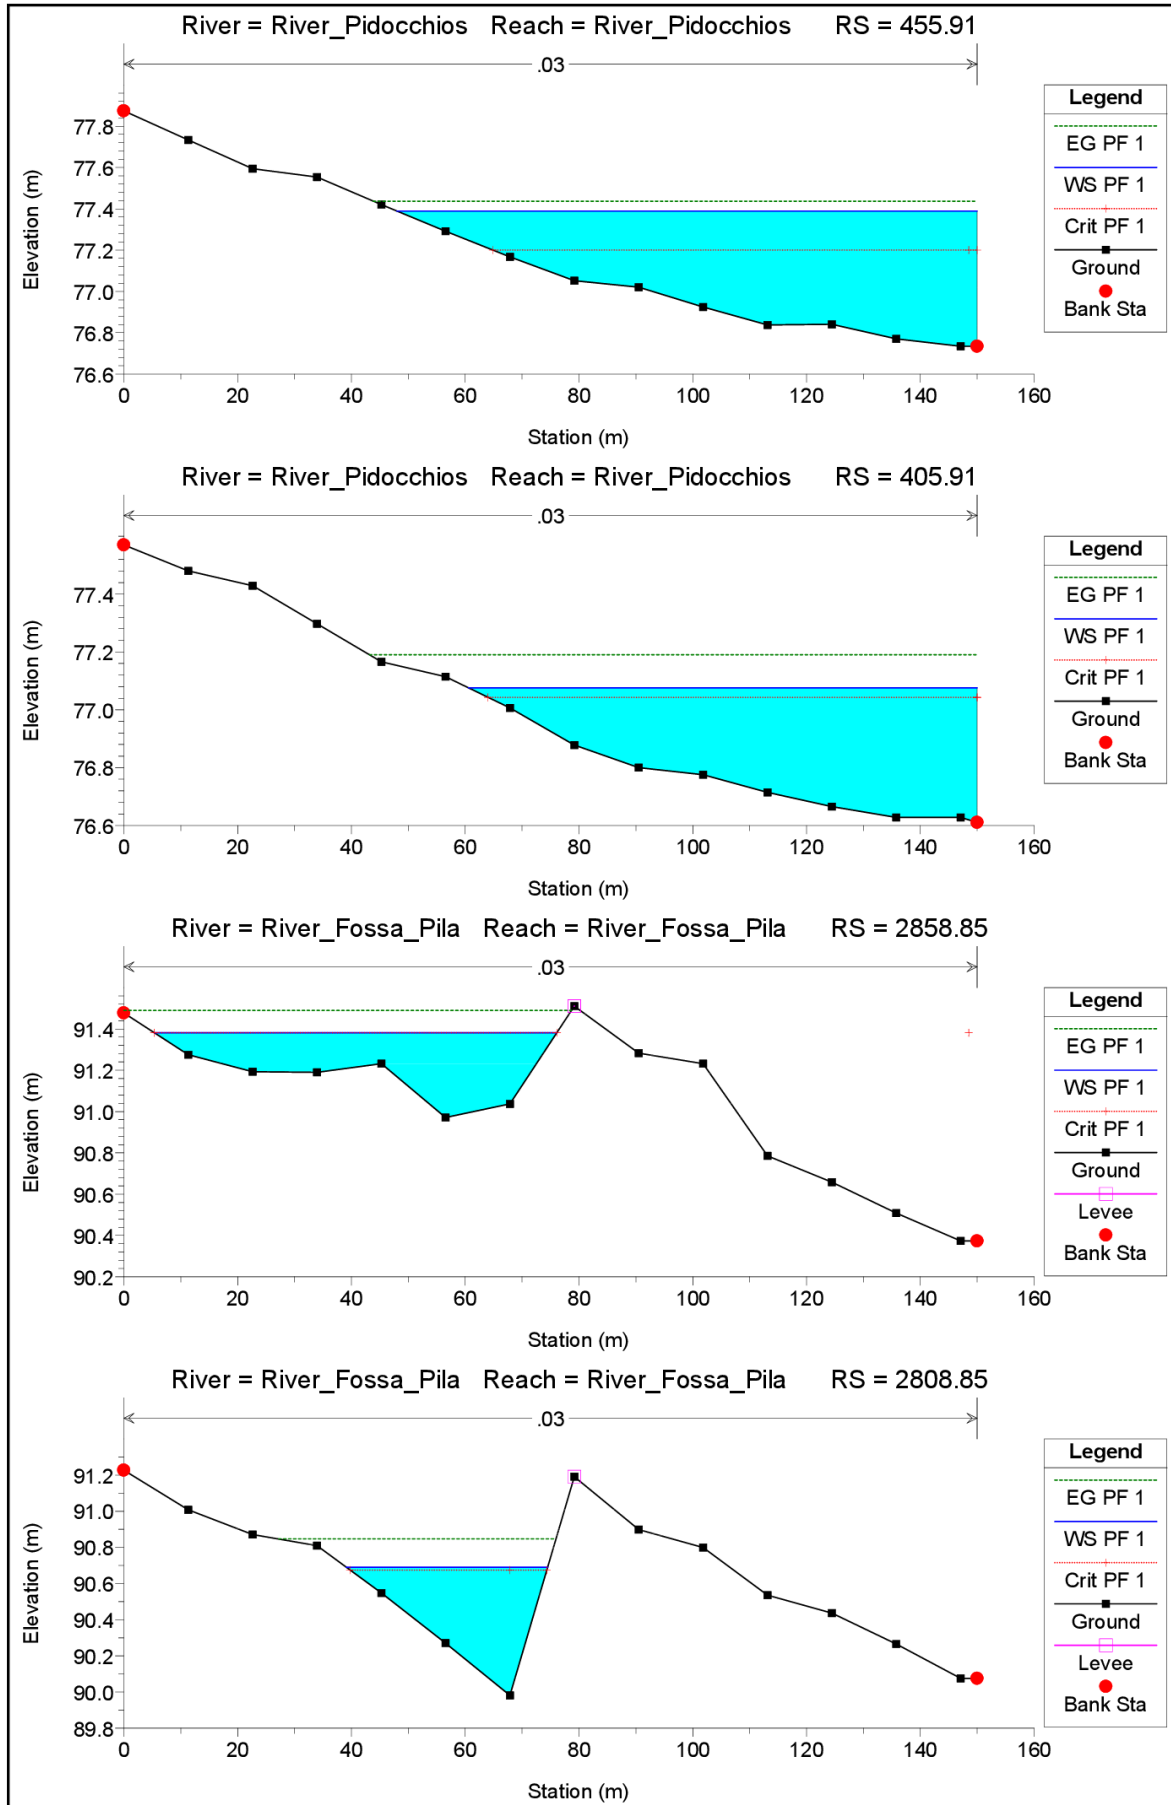 River = River_Pidocchios Reach = River_Pidocchios RS = 455.91
.03
Legend
EG PF 1
WS PF 1
Crit PF 1
Ground
Bank Sta
Elevation (m)
77.8
77.6
77.4
77.2
77.0
76.8
76.6
0 20 40 60 80 100 120 140 160
Station (m)
River = River_Pidocchios Reach = River_Pidocchios RS = 405.91
.03
Legend
EG PF 1
WS PF 1
Crit PF 1
Ground
Bank Sta
Elevation (m)
77.4
77.2
77.0
76.8
76.6
0 20 40 60 80 100 120 140 160
Station (m)
River = River_Fossa_Pila Reach = River_Fossa_Pila RS = 2858.85
.03
Legend
EG PF 1
WS PF 1
Crit PF 1
Ground
Levee
Bank Sta
Elevation (m)
91.4
91.2
91.0
90.8
90.6
90.4
90.2
0 20 40 60 80 100 120 140 160
Station (m)
River = River_Fossa_Pila Reach = River_Fossa_Pila RS = 2808.85
.03
Legend
EG PF 1
WS PF 1
Crit PF 1
Ground
Levee
Bank Sta
Elevation (m)
91.2
91.0
90.8
90.6
90.4
90.2
90.0
89.8
0 20 40 60 80 100 120 140 160
Station (m)